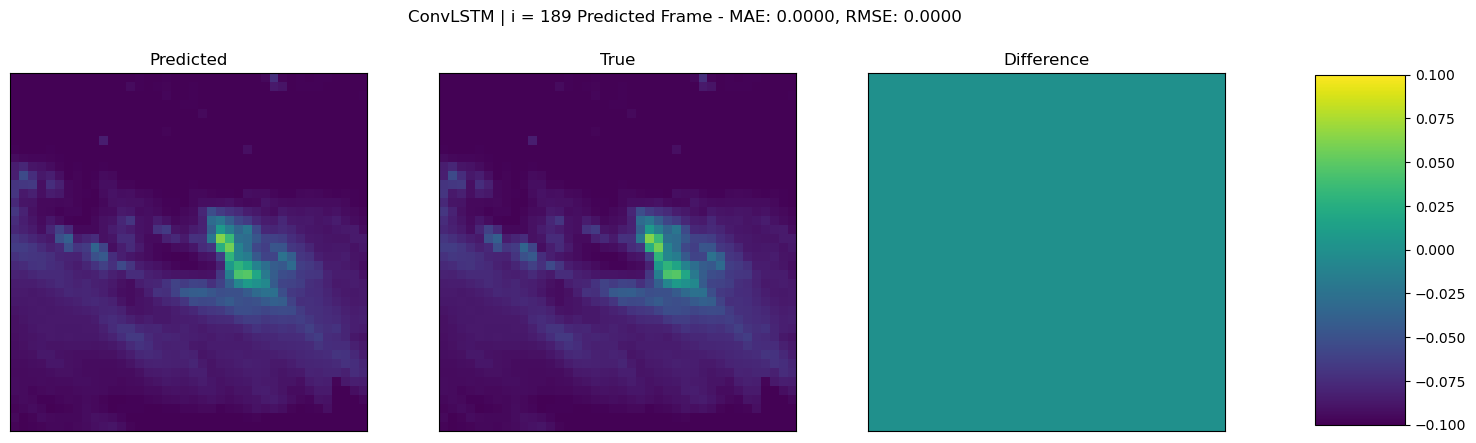 ConvLSTM | i = 189 Predicted Frame - MAE: 0.0000, RMSE: 0.0000
Predicted
True
Difference
0.100
0.075
0.050
0.025
0.000
−0.025
−0.050
−0.075
−0.100